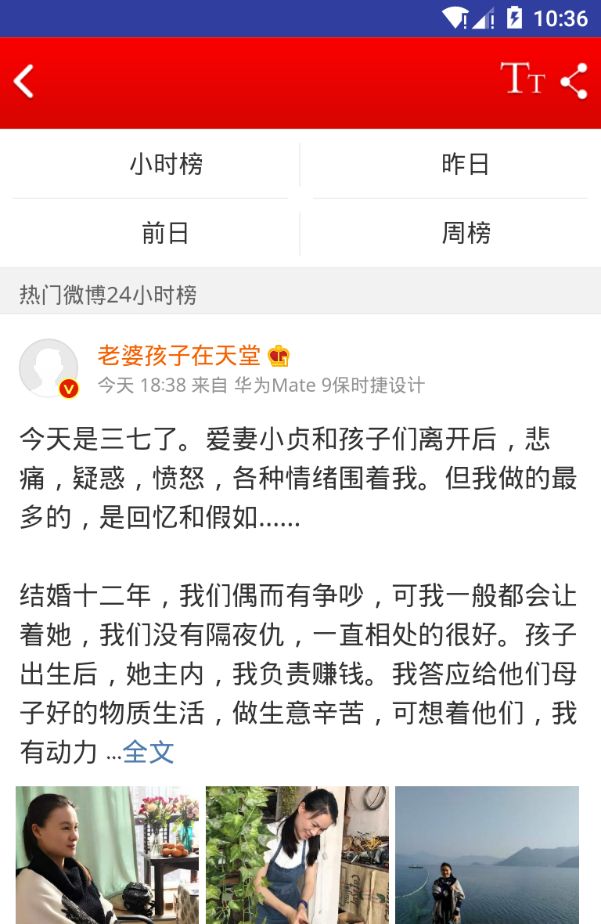 10:36
TT
小时榜
昨日
前日
周榜
热门微博24小时榜
老婆孩子在天堂
今天 18:38 来自 华为Mate 9保时捷设计
今天是三七了。爱妻小贞和孩子们离开后，悲
痛，疑惑，愤怒，各种情绪围着我。但我做的最
多的，是回忆和假如......
结婚十二年，我们偶而有争吵，可我一般都会让
着她，我们没有隔夜仇，一直相处的很好。孩子
出生后，她主内，我负责赚钱。我答应给他们母
子好的物质生活，做生意辛苦，可想着他们，我
有动力 ...全文